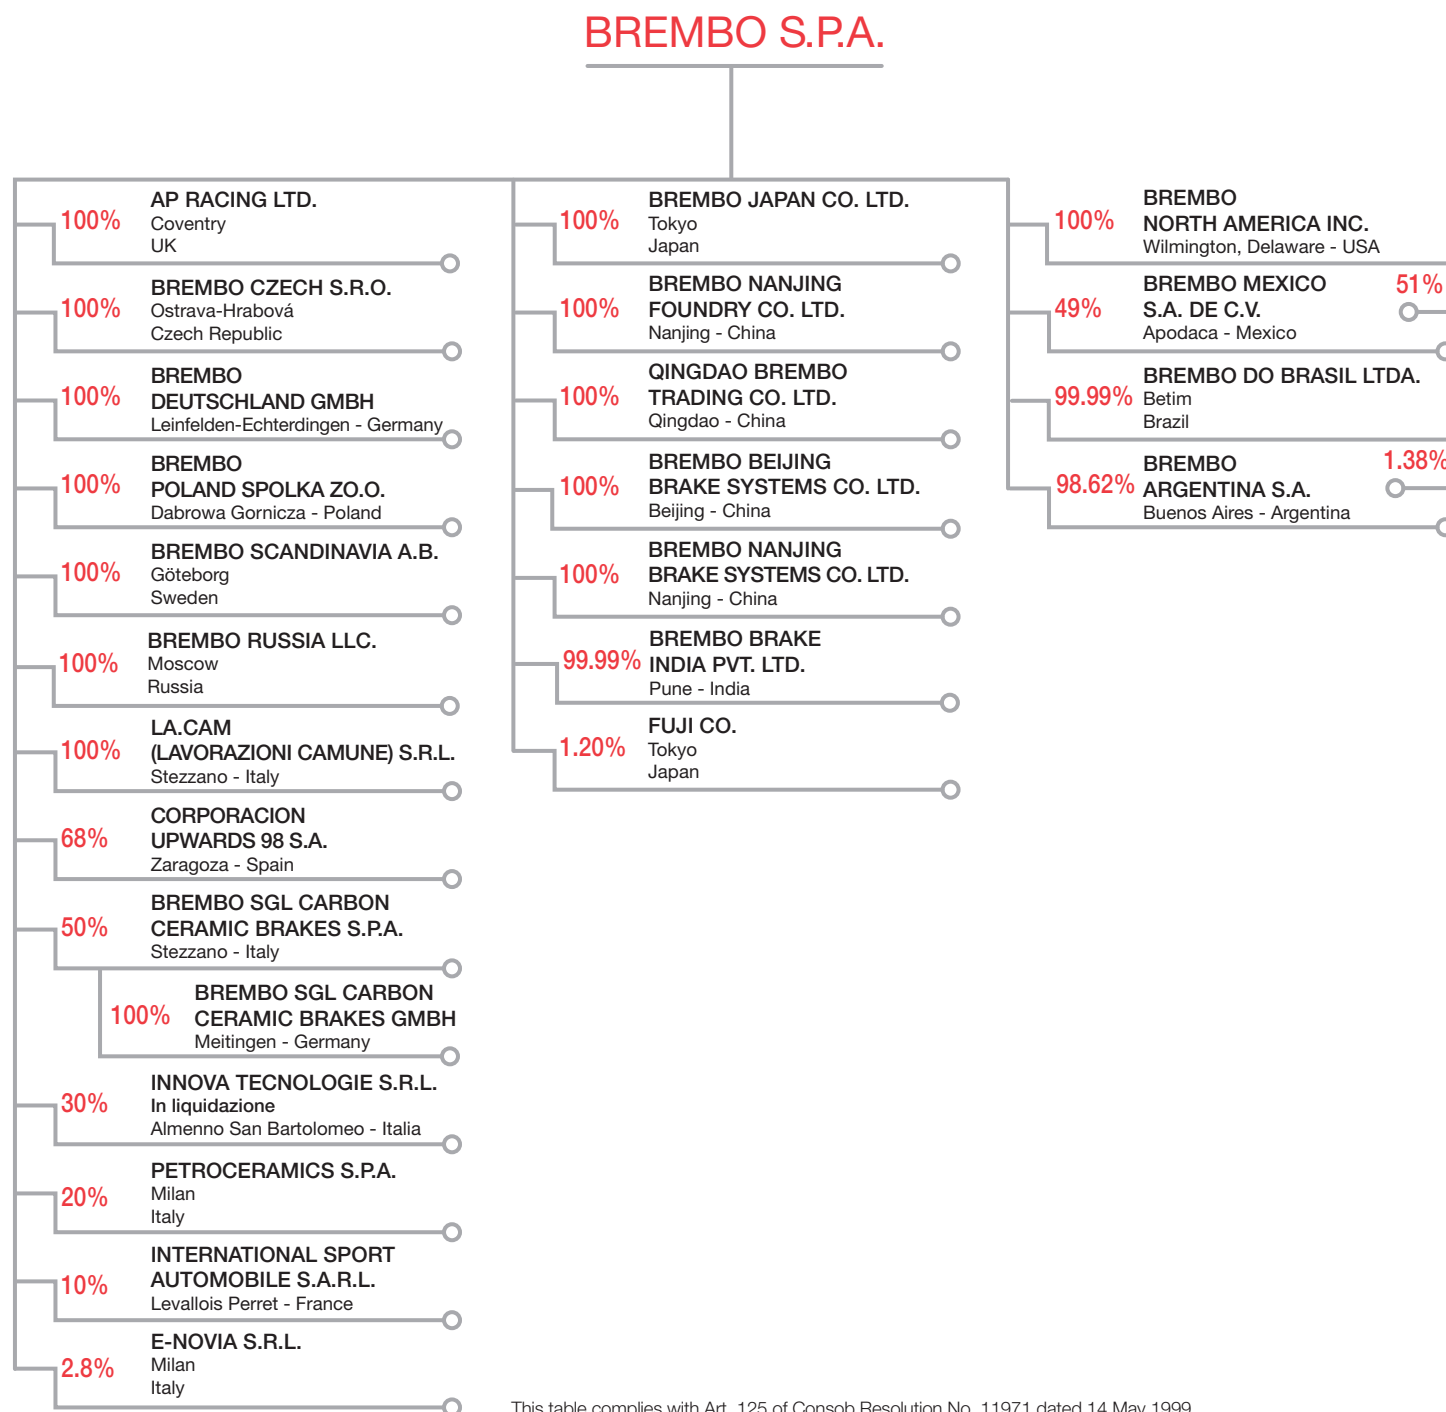 BREMBO S.P.A.
100%
AP RACING LTD.
Coventry
UK
100%
BREMBO CZECH S.R.O.
Ostrava-Hrabová
Czech Republic
100%
BREMBO
DEUTSCHLAND GMBH
Leinfelden-Echterdingen - Germany
100%
BREMBO
POLAND SPOLKA ZO.O.
Dabrowa Gornicza - Poland
100%
BREMBO SCANDINAVIA A.B.
Göteborg
Sweden
100%
BREMBO RUSSIA LLC.
Moscow
Russia
100%
LA.CAM
(LAVORAZIONI CAMUNE) S.R.L.
Stezzano - Italy
68%
CORPORACION
UPWARDS 98 S.A.
Zaragoza - Spain
50%
BREMBO SGL CARBON
CERAMIC BRAKES S.P.A.
Stezzano - Italy
100%
BREMBO SGL CARBON
CERAMIC BRAKES GMBH
Meitingen - Germany
30%
INNOVA TECNOLOGIE S.R.L.
In liquidazione
Almenno San Bartolomeo - Italia
20%
PETROCERAMICS S.P.A.
Milan
Italy
10%
INTERNATIONAL SPORT
AUTOMOBILE S.A.R.L.
Levallois Perret - France
2.8%
E-NOVIA S.R.L.
Milan
Italy
100%
BREMBO JAPAN CO. LTD.
Tokyo
Japan
100%
BREMBO NANJING
FOUNDRY CO. LTD.
Nanjing - China
100%
QINGDAO BREMBO
TRADING CO. LTD.
Qingdao - China
100%
BREMBO BEIJING
BRAKE SYSTEMS CO. LTD.
Beijing - China
100%
BREMBO NANJING
BRAKE SYSTEMS CO. LTD.
Nanjing - China
99.99%
BREMBO BRAKE
INDIA PVT. LTD.
Pune - India
1.20%
FUJI CO.
Tokyo
Japan
100%
BREMBO
NORTH AMERICA INC.
Wilmington, Delaware - USA
49%
BREMBO MEXICO
S.A. DE C.V.
Apodaca - Mexico
51%
99.99%
BREMBO DO BRASIL LTDA.
Betim
Brazil
98.62%
BREMBO
ARGENTINA S.A.
Buenos Aires - Argentina
1.38%
This table complies with Art. 125 of Consob Resolution No. 11971 dated 14 May 1999